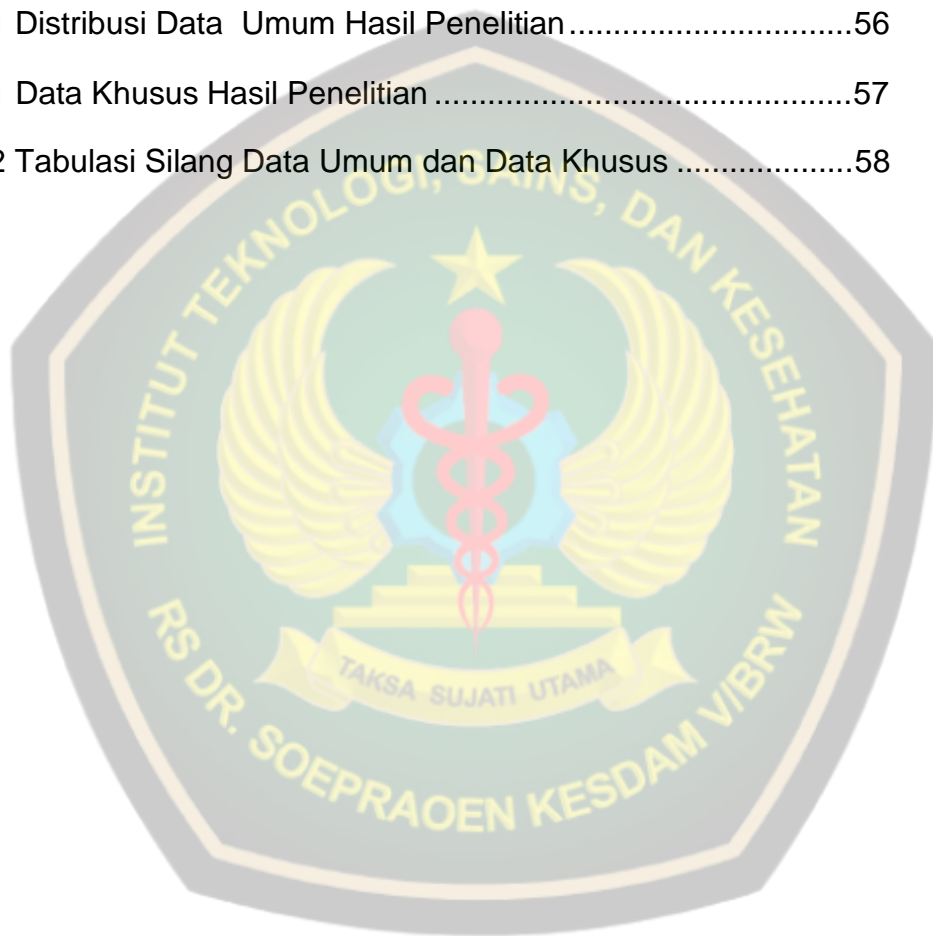 Distribusi Data  Umum Hasil Penelitian................................56
Data Khusus Hasil Penelitian...............................................57
2 Tabulasi Silang Data Umum dan Data Khusus....................58
INSTITUT TEKNOLOGI, SAINS, DAN KESEHATAN
TAKSA SUJATI UTAMA
RS DR. SOEPRAOEN KESDAM V/BRW